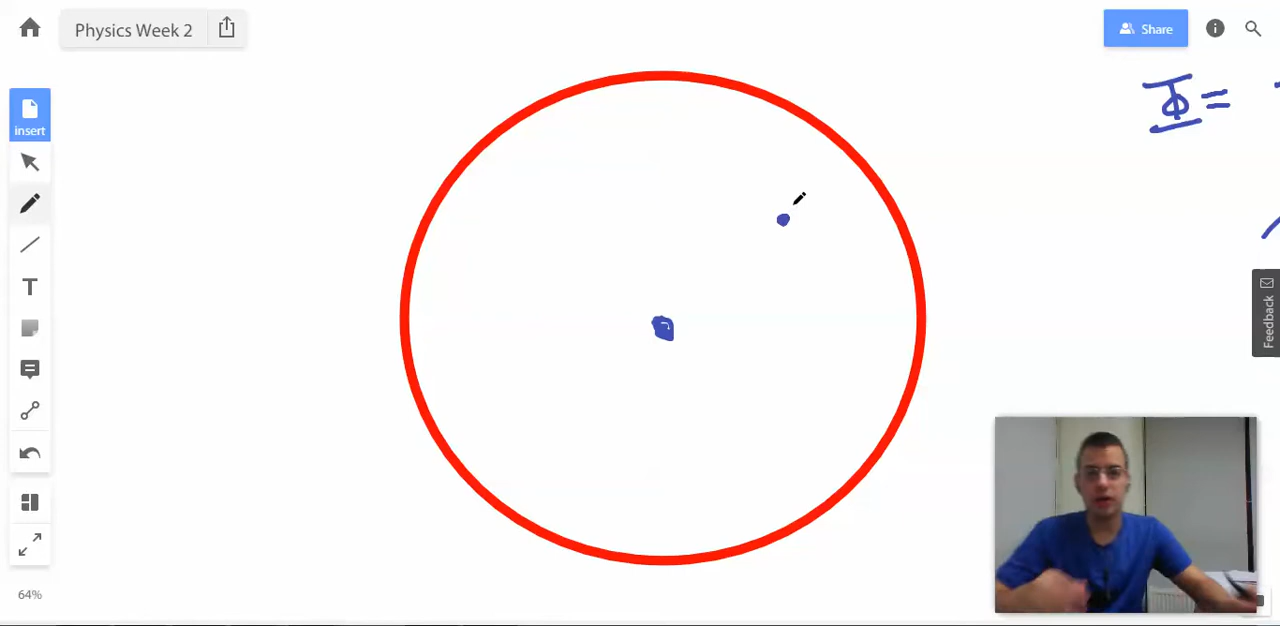 Physics Week 2
Share
Φ =
insert
T
Feedback
64%